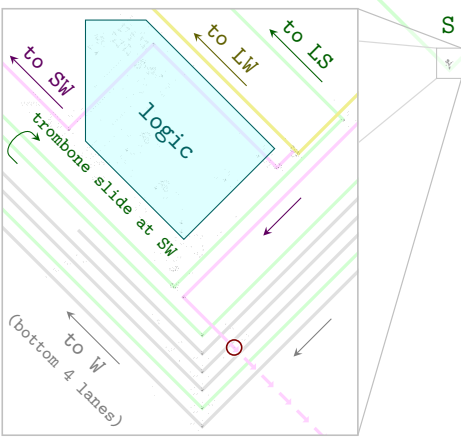 to LS
to LW
S
to SW
logic
trombone slide at SW
to W
(bottom 4 lanes)